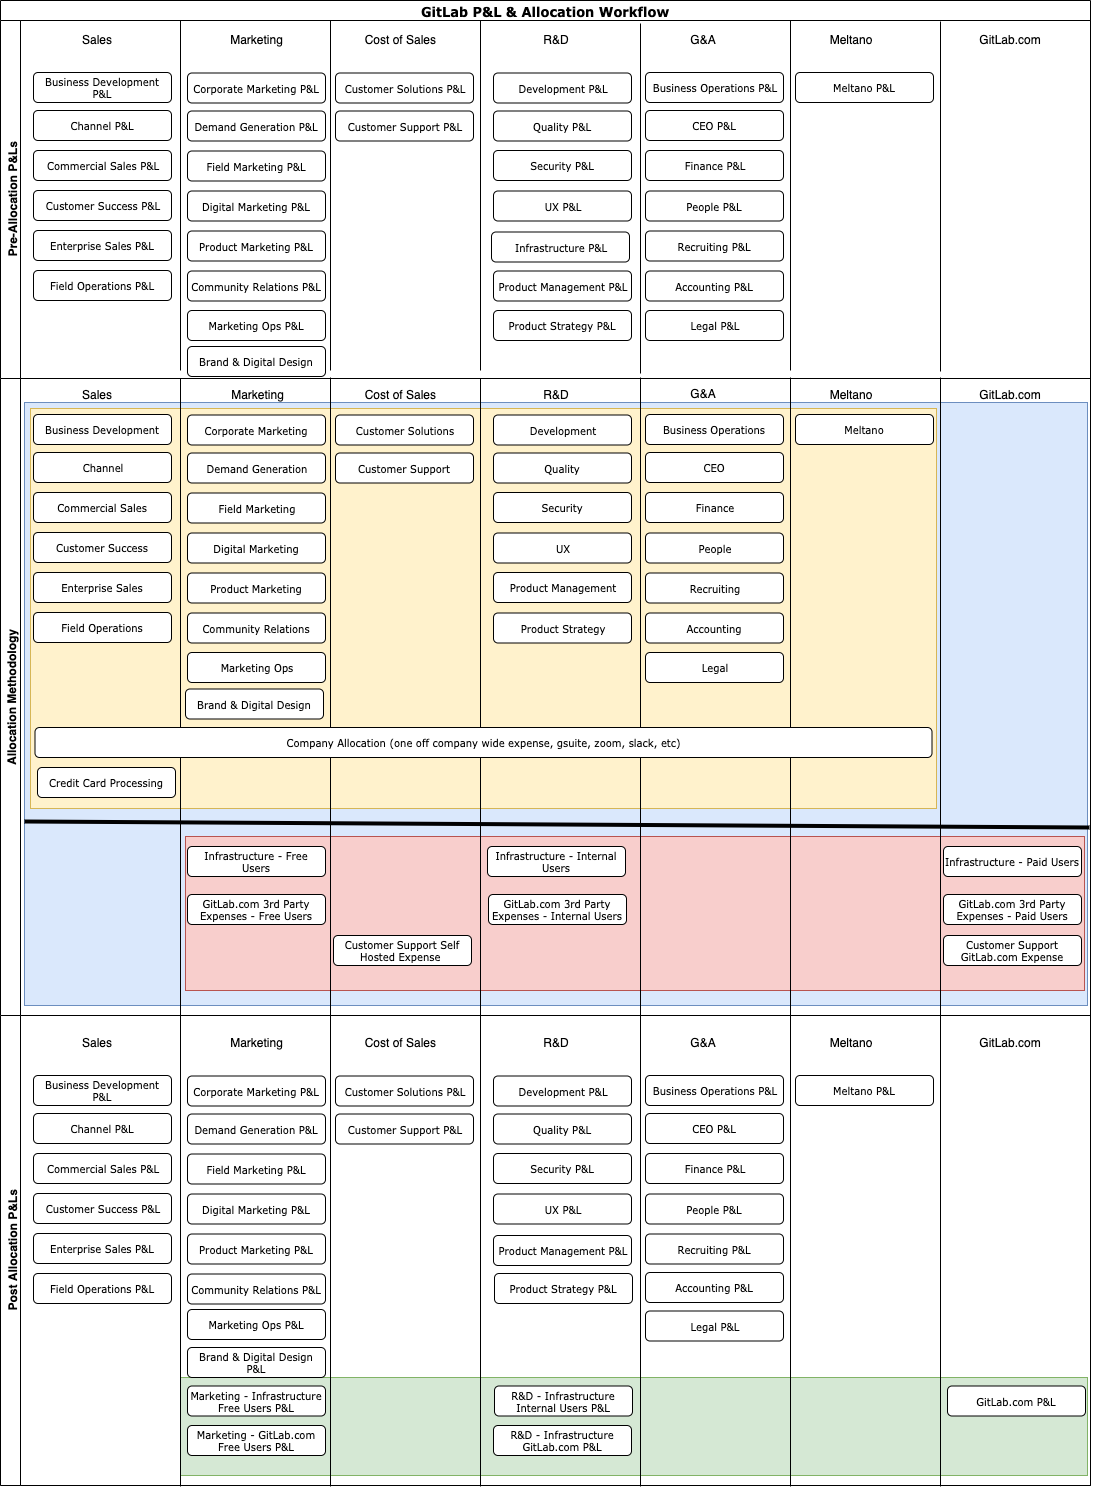 GitLab P&L & Allocation Workflow
Pre-Allocation P&Ls
Sales
Marketing
Cost of Sales
R&D
G&A
Meltano
GitLab.com
Business Development
P&L
Channel P&L
Commercial Sales P&L
Customer Success P&L
Enterprise Sales P&L
Field Operations P&L
Corporate Marketing P&L
Demand Generation P&L
Field Marketing P&L
Digital Marketing P&L
Product Marketing P&L
Community Relations P&L
Marketing Ops P&L
Brand & Digital Design
Customer Solutions P&L
Customer Support P&L
Development P&L
Quality P&L
Security P&L
UX P&L
Infrastructure P&L
Product Management P&L
Product Strategy P&L
Business Operations P&L
CEO P&L
Finance P&L
People P&L
Recruiting P&L
Accounting P&L
Legal P&L
Meltano P&L
Allocation Methodology
Sales
Marketing
Cost of Sales
R&D
G&A
Meltano
GitLab.com
Business Development
Channel
Commercial Sales
Customer Success
Enterprise Sales
Field Operations
Corporate Marketing
Demand Generation
Field Marketing
Digital Marketing
Product Marketing
Community Relations
Marketing Ops
Brand & Digital Design
Customer Solutions
Customer Support
Development
Quality
Security
UX
Product Management
Product Strategy
Business Operations
CEO
Finance
People
Recruiting
Accounting
Legal
Meltano
Company Allocation (one off company wide expense, gsuite, zoom, slack, etc)
Credit Card Processing
Infrastructure - Free
Users
GitLab.com 3rd Party
Expenses - Free Users
Customer Support Self
Hosted Expense
Infrastructure - Internal
Users
GitLab.com 3rd Party
Expenses - Internal Users
Infrastructure - Paid Users
GitLab.com 3rd Party
Expenses - Paid Users
Customer Support
GitLab.com Expense
Post Allocation P&Ls
Sales
Marketing
Cost of Sales
R&D
G&A
Meltano
GitLab.com
Business Development
P&L
Channel P&L
Commercial Sales P&L
Customer Success P&L
Enterprise Sales P&L
Field Operations P&L
Corporate Marketing P&L
Demand Generation P&L
Field Marketing P&L
Digital Marketing P&L
Product Marketing P&L
Community Relations P&L
Marketing Ops P&L
Brand & Digital Design
P&L
Marketing - Infrastructure
Free Users P&L
Marketing - GitLab.com
Free Users P&L
Customer Solutions P&L
Customer Support P&L
Development P&L
Quality P&L
Security P&L
UX P&L
Product Management P&L
Product Strategy P&L
R&D - Infrastructure
Internal Users P&L
R&D - Infrastructure
GitLab.com P&L
Business Operations P&L
CEO P&L
Finance P&L
People P&L
Recruiting P&L
Accounting P&L
Legal P&L
Meltano P&L
GitLab.com P&L